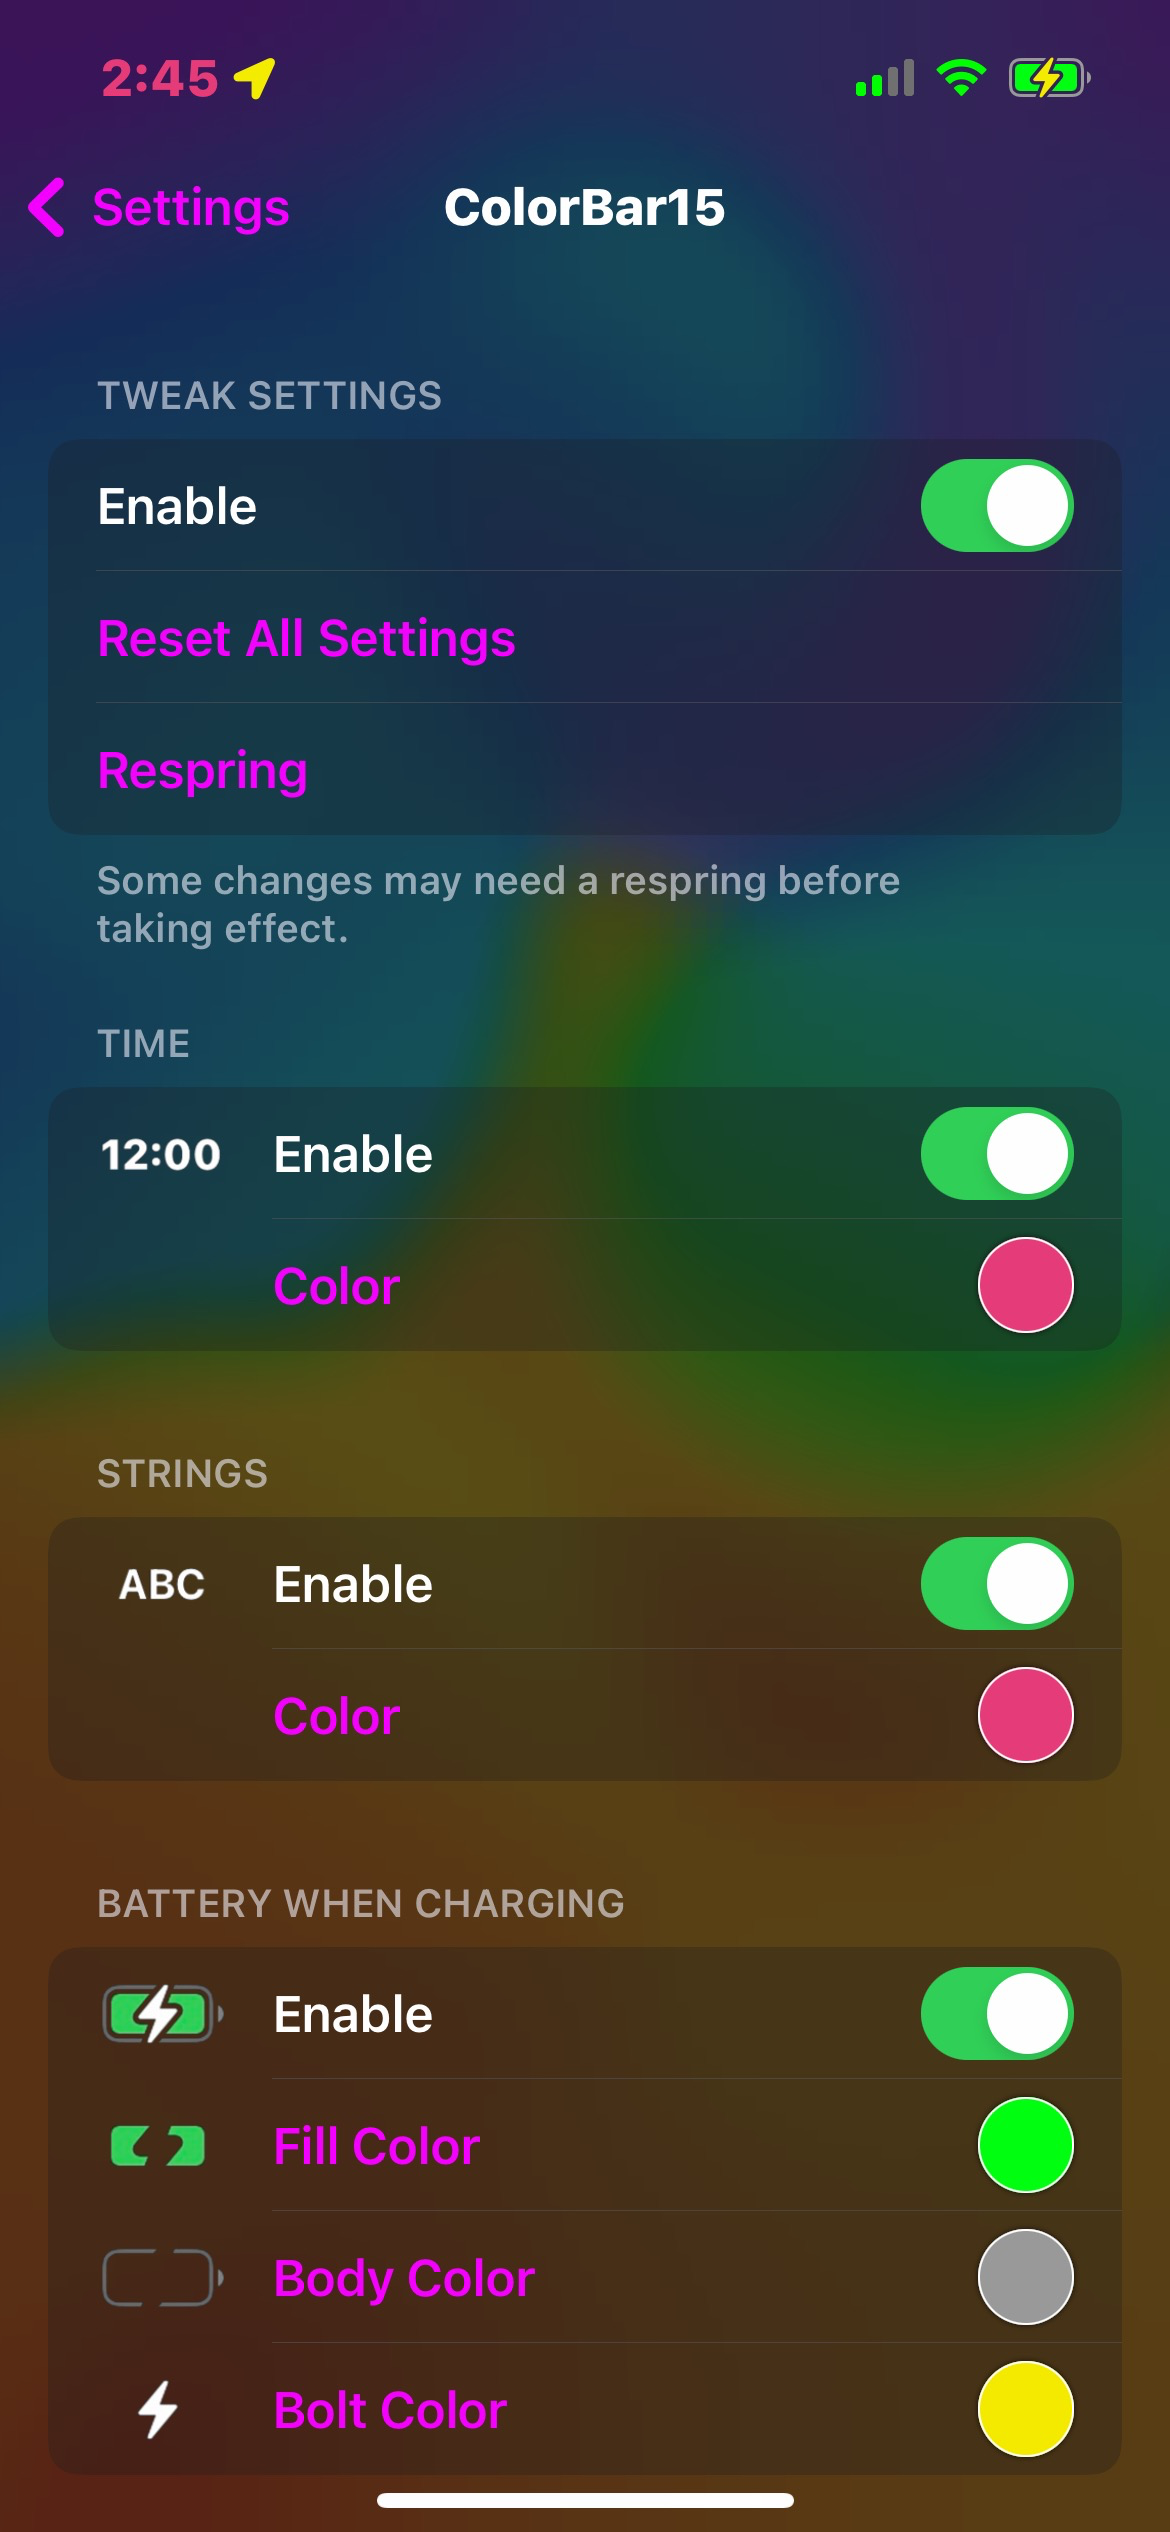 2:45
Settings
ColorBar15
TWEAK SETTINGS
Enable
Reset All Settings
Respring
Some changes may need a respring before
taking effect.
TIME
12:00 Enable
Color
STRINGS
ABC Enable
Color
BATTERY WHEN CHARGING
Enable
Fill Color
Body Color
Bolt Color